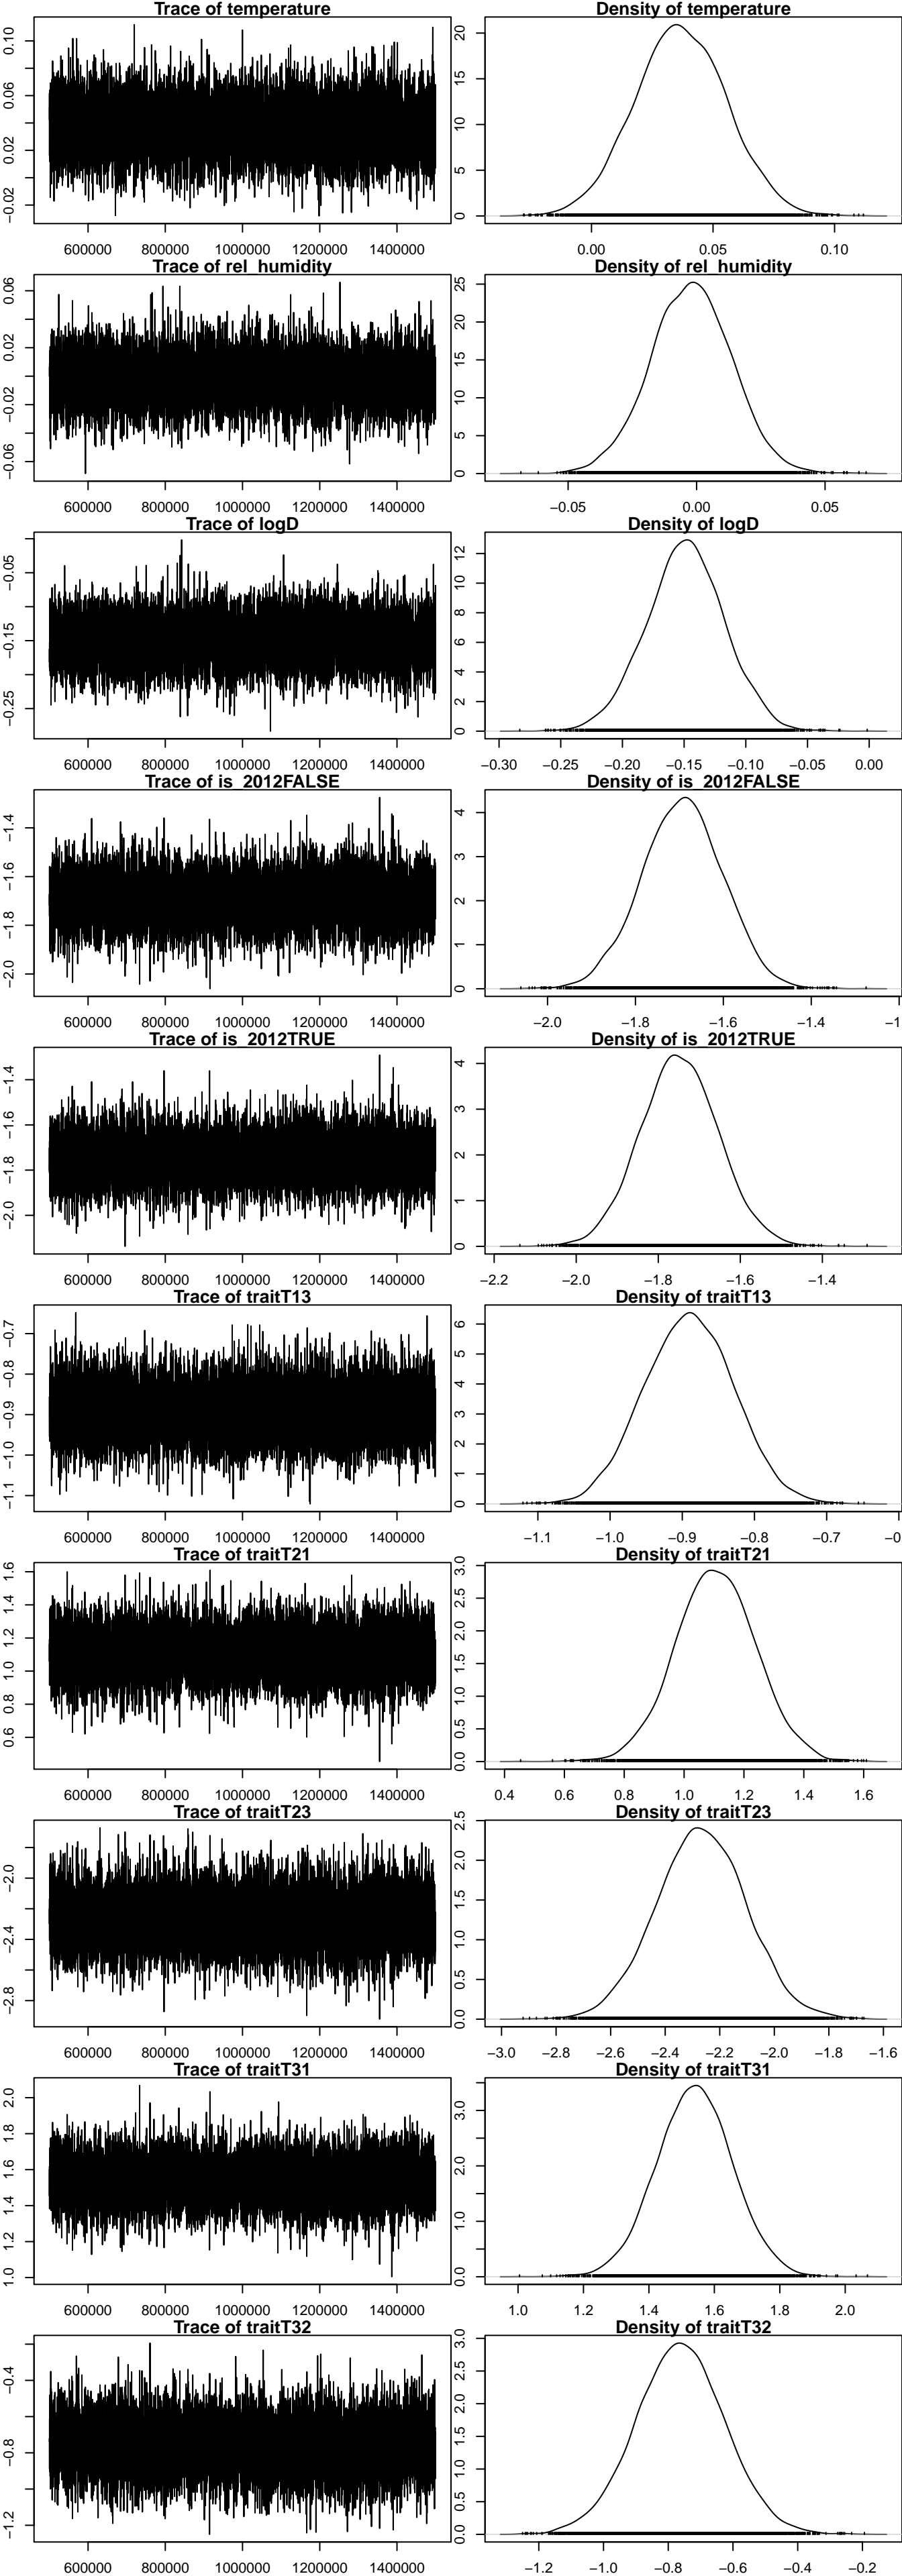 Trace of temperature Density of temperature
0.10 0.06 0.02 −0.02 20 15 10 5 0
600000 800000 1000000 1200000 1400000 0.00 0.05 0.10
Trace of rel_humidity Density of rel_humidity
0.06 0.02 −0.02 −0.06 25 20 15 10 5 0
600000 800000 1000000 1200000 1400000 −0.05 0.00 0.05
Trace of logD Density of logD
−0.05 −0.15 −0.25 12 10 8 6 4 2 0
600000 800000 1000000 1200000 1400000 −0.30 −0.25 −0.20 −0.15 −0.10 −0.05 0.00
Trace of is_2012FALSE Density of is_2012FALSE
−1.4 −1.6 −1.8 −2.0 4 3 2 1 0
600000 800000 1000000 1200000 1400000 −2.0 −1.8 −1.6 −1.4 −1
Trace of is_2012TRUE Density of is_2012TRUE
−1.4 −1.6 −1.8 −2.0 4 3 2 1 0
600000 800000 1000000 1200000 1400000 −2.2 −2.0 −1.8 −1.6 −1.4
Trace of traitT13 Density of traitT13
−0.7 −0.8 −0.9 −1.0 −1.1 6 5 4 3 2 1 0
600000 800000 1000000 1200000 1400000 −1.1 −1.0 −0.9 −0.8 −0.7 −0
Trace of traitT21 Density of traitT21
1.6 1.4 1.2 1.0 0.8 0.6 3.0 2.5 2.0 1.5 1.0 0.5 0.0
600000 800000 1000000 1200000 1400000 0.4 0.6 0.8 1.0 1.2 1.4 1.6
Trace of traitT23 Density of traitT23
−2.0 −2.4 −2.8 2.5 2.0 1.5 1.0 0.5 0.0
600000 800000 1000000 1200000 1400000 −3.0 −2.8 −2.6 −2.4 −2.2 −2.0 −1.8 −1.6
Trace of traitT31 Density of traitT31
2.0 1.8 1.6 1.4 1.2 1.0 3.0 2.0 1.0 0.0
600000 800000 1000000 1200000 1400000 1.0 1.2 1.4 1.6 1.8 2.0
Trace of traitT32 Density of traitT32
−0.4 −0.8 −1.2 3.0 2.5 2.0 1.5 1.0 0.5 0.0
600000 800000 1000000 1200000 1400000 −1.2 −1.0 −0.8 −0.6 −0.4 −0.2